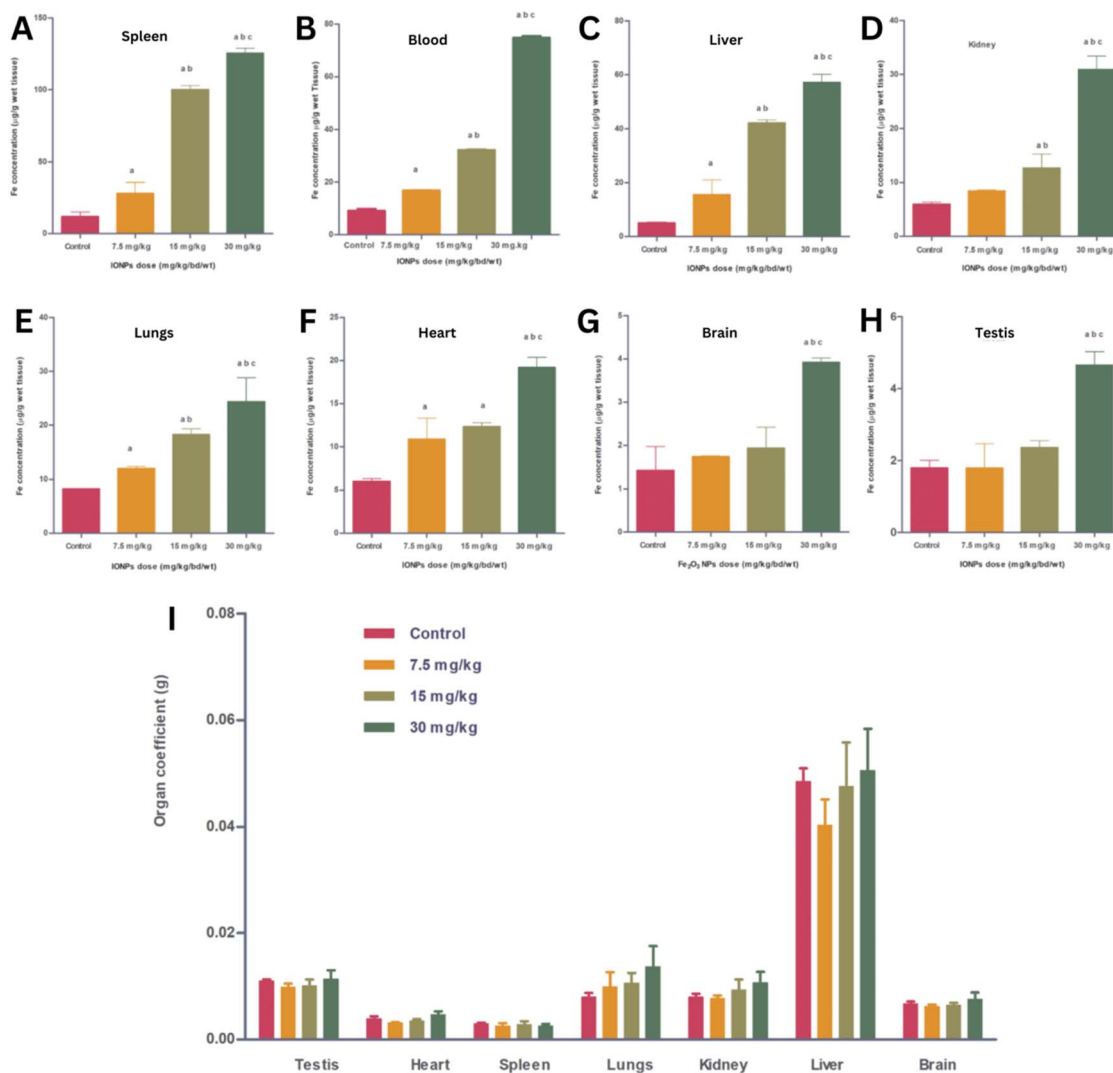 A
Spleen
Fe concentration (µg/g wet tissue)
150
100
50
0
a
a b
a b c
Control
7.5 mg/kg
15 mg/kg
30 mg/kg
IONPs dose (mg/kg/bd/wt)
B
Blood
Fe concentration µg/g wet Tissue)
80
60
40
20
0
a
a b
a b c
Control
7.5 mg/kg
15 mg/kg
30 mg.kg
IONPs dose (mg/kg/bd/wt)
C
Liver
Fe concentration (µg/g wet tissue)
80
60
40
20
0
a
a b
a b c
Control
7.5 mg/kg
15 mg/kg
30 mg/kg
IONPs dose (mg/kg/bd/wt)
D
Kidney
Fe concentration (µg/g wet tissue)
40
30
20
10
0
a b
a b c
Control
7.5 mg/kg
15 mg/kg
30 mg/kg
IONPs dose (mg/kg/bd/wt)
E
Lungs
Fe concentration (µg/g wet tissue)
40
30
20
10
0
a
a b
a b c
Control
7.5 mg/kg
15 mg/kg
30 mg/kg
IONPs dose (mg/kg/bd/wt)
F
Heart
Fe concentration (µg/g wet tissue)
25
20
15
10
5
0
a
a
a b c
Control
7.5 mg/kg
15 mg/kg
30 mg/kg
IONPs dose (mg/kg/bd/wt)
G
Brain
Fe concentration (µg/g wet tissue)
5
4
3
2
1
0
a b c
Control
7.5 mg/kg
15 mg/kg
30 mg/kg
Fe₂O₃ NPs dose (mg/kg/bd/wt)
H
Testis
Fe concentration (µg/g wet tissue)
6
4
2
0
a b c
Control
7.5 mg/kg
15 mg/kg
30 mg/kg
IONPs dose (mg/kg/bd/wt)
I
Organ coefficient (g)
0.08
0.06
0.04
0.02
0.00
Control
7.5 mg/kg
15 mg/kg
30 mg/kg
Testis
Heart
Spleen
Lungs
Kidney
Liver
Brain